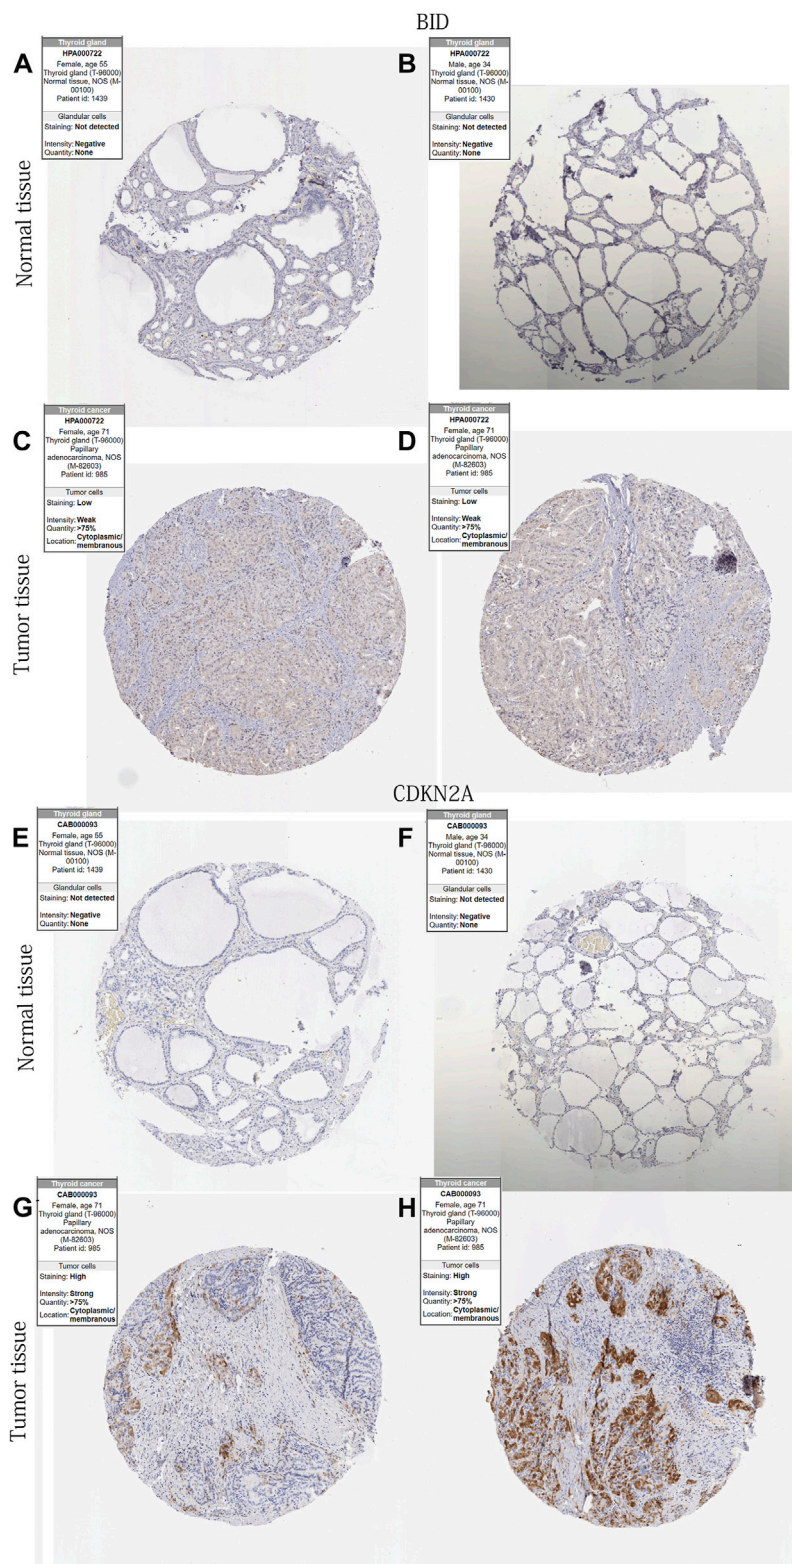 BID
Normal tissue
A
Thyroid gland
HPA000722
Female, age 55
Thyroid gland (T-96000)
Normal tissue, NOS (M-
00100)
Patient id: 1439
Glandular cells
Staining: Not detected
Intensity: Negative
Quantity: None
B
Thyroid gland
HPA000722
Male, age 34
Thyroid gland (T-96000)
Normal tissue, NOS (M-
00100)
Patient id: 1430
Glandular cells
Staining: Not detected
Intensity: Negative
Quantity: None
Tumor tissue
C
Thyroid cancer
HPA000722
Female, age 71
Thyroid gland (T-96000)
Papillary
adenocarcinoma, NOS
(M-82603)
Patient id: 985
Tumor cells
Staining: Low
Intensity: Weak
Quantity: >75%
Location: Cytoplasmic/
membranous
D
Thyroid cancer
HPA000722
Female, age 71
Thyroid gland (T-96000)
Papillary
adenocarcinoma, NOS
(M-82603)
Patient id: 985
Tumor cells
Staining: Low
Intensity: Weak
Quantity: >75%
Location: Cytoplasmic/
membranous
CDKN2A
Normal tissue
E
Thyroid gland
CAB000093
Female, age 55
Thyroid gland (T-96000)
Normal tissue, NOS (M-
00100)
Patient id: 1439
Glandular cells
Staining: Not detected
Intensity: Negative
Quantity: None
F
Thyroid gland
CAB000093
Male, age 34
Thyroid gland (T-96000)
Normal tissue, NOS (M-
00100)
Patient id: 1430
Glandular cells
Staining: Not detected
Intensity: Negative
Quantity: None
Tumor tissue
G
Thyroid cancer
CAB000093
Female, age 71
Thyroid gland (T-96000)
Papillary
adenocarcinoma, NOS
(M-82603)
Patient id: 985
Tumor cells
Staining: High
Intensity: Strong
Quantity: >75%
Location: Cytoplasmic/
membranous
H
Thyroid cancer
CAB000093
Female, age 71
Thyroid gland (T-96000)
Papillary
adenocarcinoma, NOS
(M-82603)
Patient id: 985
Tumor cells
Staining: High
Intensity: Strong
Quantity: >75%
Location: Cytoplasmic/
membranous